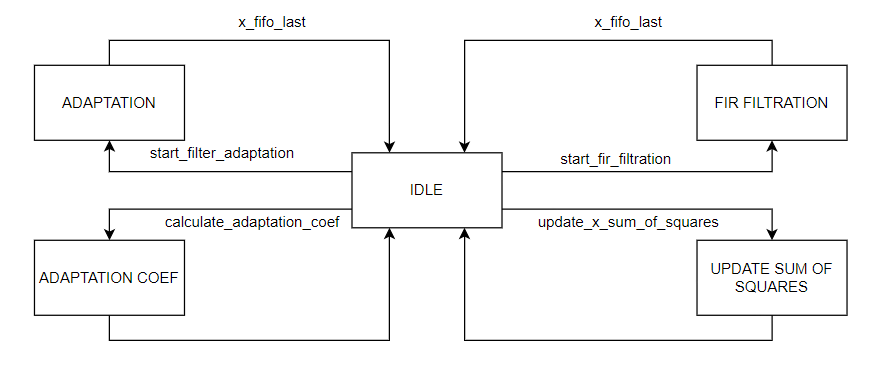 x_fifo_last
x_fifo_last
ADAPTATION
FIR FILTRATION
start_filter_adaptation
start_fir_filtration
IDLE
calculate_adaptation_coef
update_x_sum_of_squares
ADAPTATION COEF
UPDATE SUM OF
SQUARES